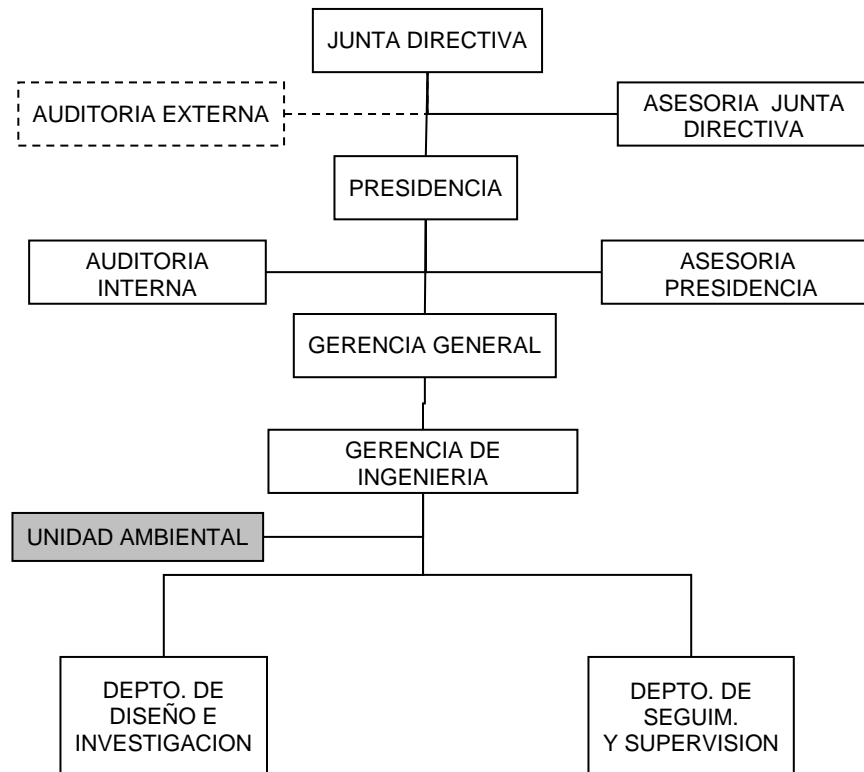 JUNTA DIRECTIVA
AUDITORIA EXTERNA
ASESORIA JUNTA
DIRECTIVA
PRESIDENCIA
AUDITORIA
INTERNA
ASESORIA
PRESIDENCIA
GERENCIA GENERAL
GERENCIA DE
INGENIERIA
UNIDAD AMBIENTAL
DEPTO. DE
DISEÑO E
INVESTIGACION
DEPTO. DE
SEGUIM.
Y SUPERVISION